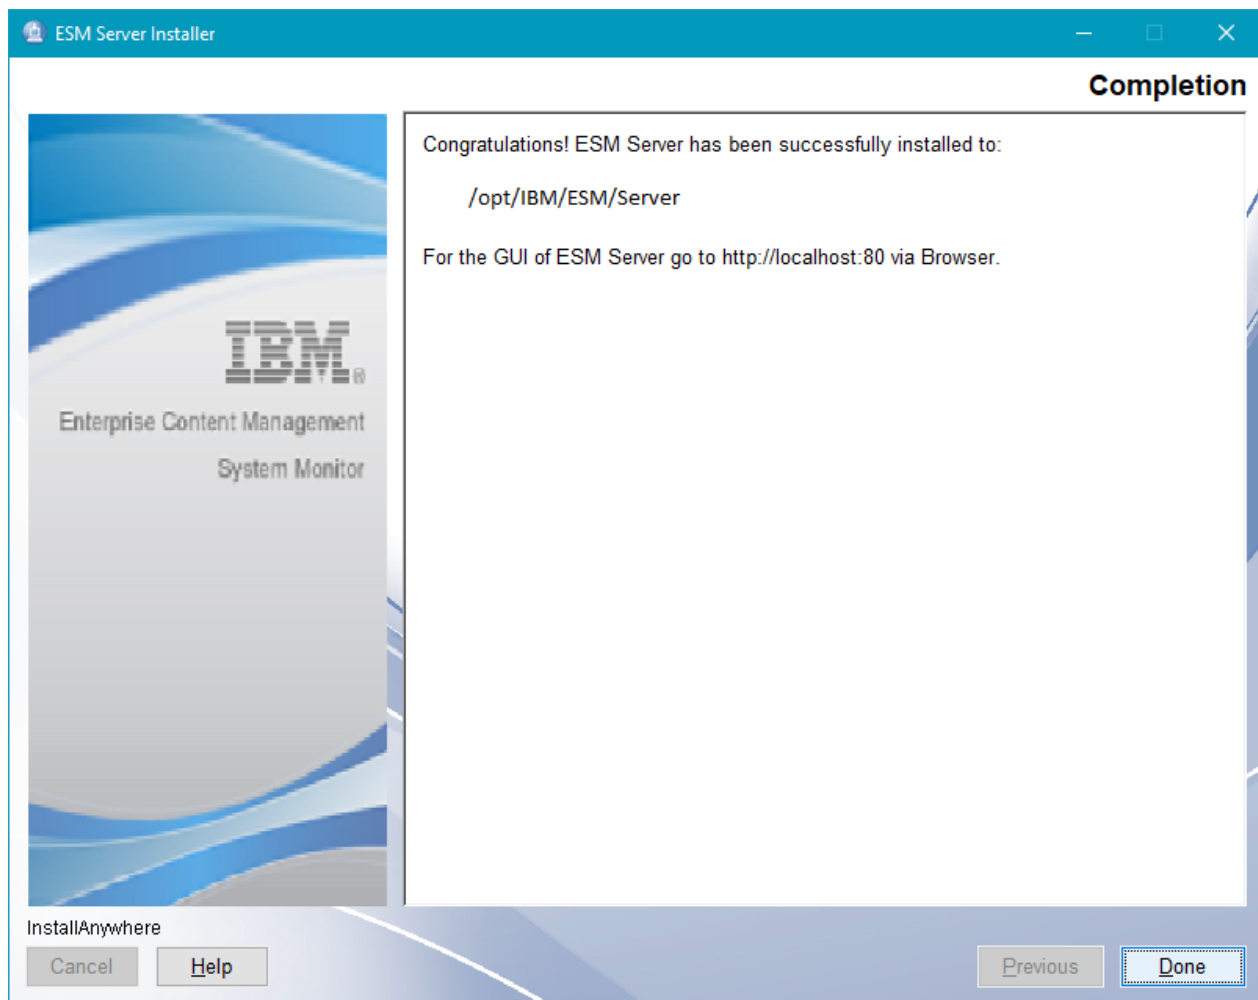 ESM Server Installer
Completion
Congratulations! ESM Server has been successfully installed to:
/opt/IBM/ESM/Server
For the GUI of ESM Server go to http://localhost:80 via Browser.
IBM®
Enterprise Content Management
System Monitor
InstallAnywhere
Cancel
Help
Previous
Done